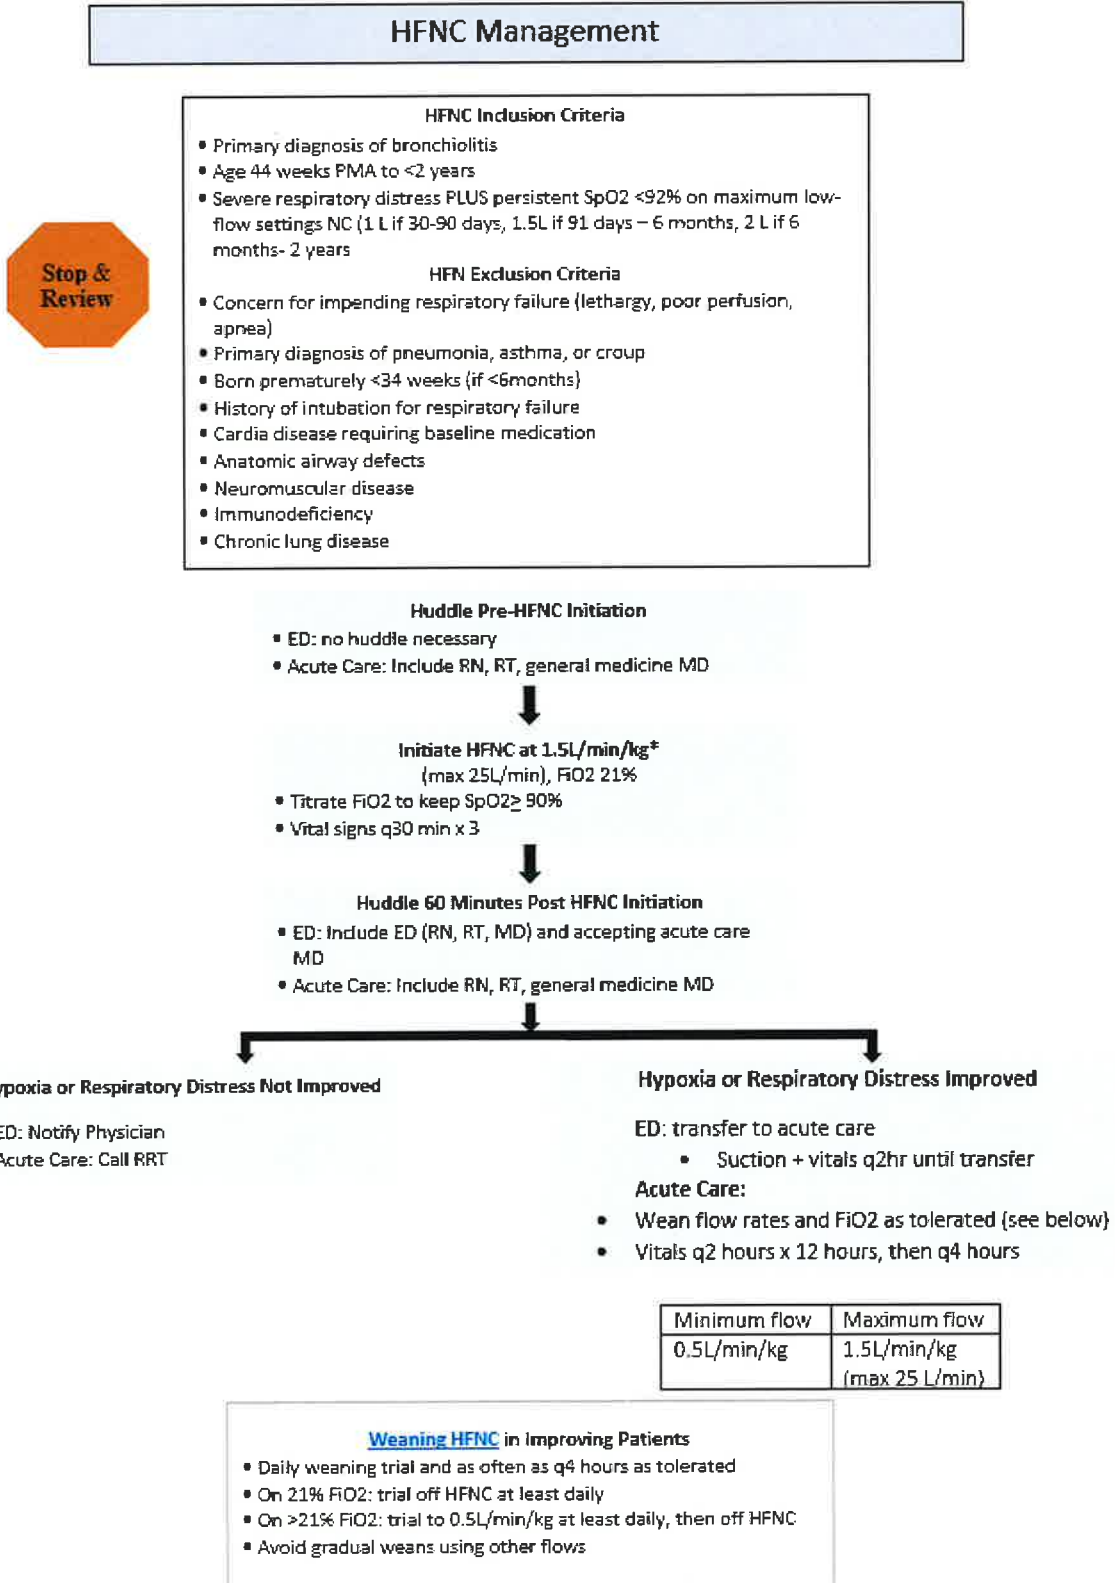 HFNC Management
HFNC Inclusion Criteria
• Primary diagnosis of bronchiolitis
• Age 44 weeks PMA to <2 years
• Severe respiratory distress PLUS persistent SpO2 <92% on maximum low-
flow settings NC (1 L if 30-90 days, 1.5L if 91 days – 6 months, 2 L if 6
months- 2 years
HFN Exclusion Criteria
• Concern for impending respiratory failure (lethargy, poor perfusion,
apnea)
• Primary diagnosis of pneumonia, asthma, or croup
• Born prematurely <34 weeks (if <6months)
• History of intubation for respiratory failure
• Cardia disease requiring baseline medication
• Anatomic airway defects
• Neuromuscular disease
• Immunodeficiency
• Chronic lung disease
Stop &
Review
Huddle Pre-HFNC Initiation
• ED: no huddle necessary
• Acute Care: Include RN, RT, general medicine MD
Initiate HFNC at 1.5L/min/kg*
(max 25L/min), FiO2 21%
• Titrate FiO2 to keep SpO2≥ 90%
• Vital signs q30 min x 3
Huddle 60 Minutes Post HFNC Initiation
• ED: Include ED (RN, RT, MD) and accepting acute care
MD
• Acute Care: Include RN, RT, general medicine MD
ypoxia or Respiratory Distress Not Improved
ED: Notify Physician
Acute Care: Call RRT
Hypoxia or Respiratory Distress Improved
ED: transfer to acute care
• Suction + vitals q2hr until transfer
Acute Care:
• Wean flow rates and FiO2 as tolerated (see below)
• Vitals q2 hours x 12 hours, then q4 hours
Minimum flow Maximum flow
0.5L/min/kg 1.5L/min/kg
(max 25 L/min)
Weaning HFNC in Improving Patients
• Daily weaning trial and as often as q4 hours as tolerated
• On 21% FiO2: trial off HFNC at least daily
• On >21% FiO2: trial to 0.5L/min/kg at least daily, then off HFNC
• Avoid gradual weans using other flows